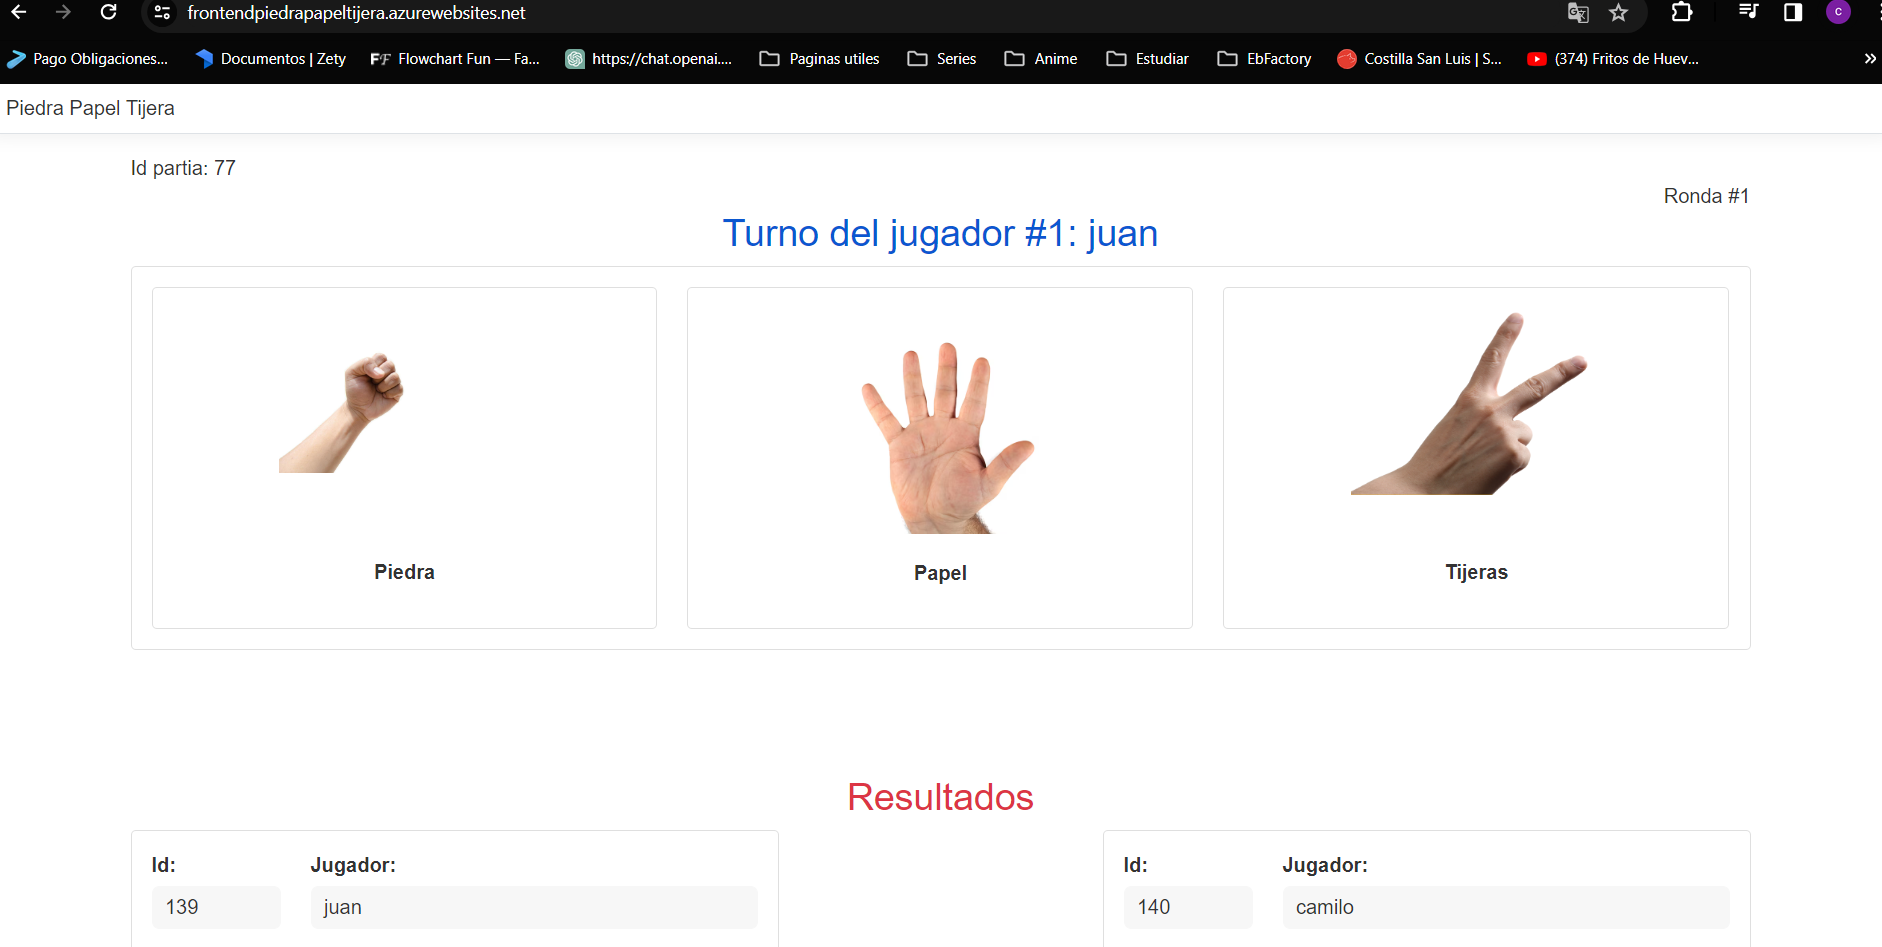 frontendpiedrapapeltijera.azurewebsites.net
C
Pago Obligaciones...
Documentos | Zety
FF Flowchart Fun — Fa...
https://chat.openai....
Paginas utiles
Series
Anime
Estudiar
EbFactory
Costilla San Luis | S...
(374) Fritos de Huev...
»
Piedra Papel Tijera
Id partia: 77
Ronda #1
Turno del jugador #1: juan
Piedra
Papel
Tijeras
Resultados
Id:
Jugador:
139
juan
Id:
Jugador:
140
camilo